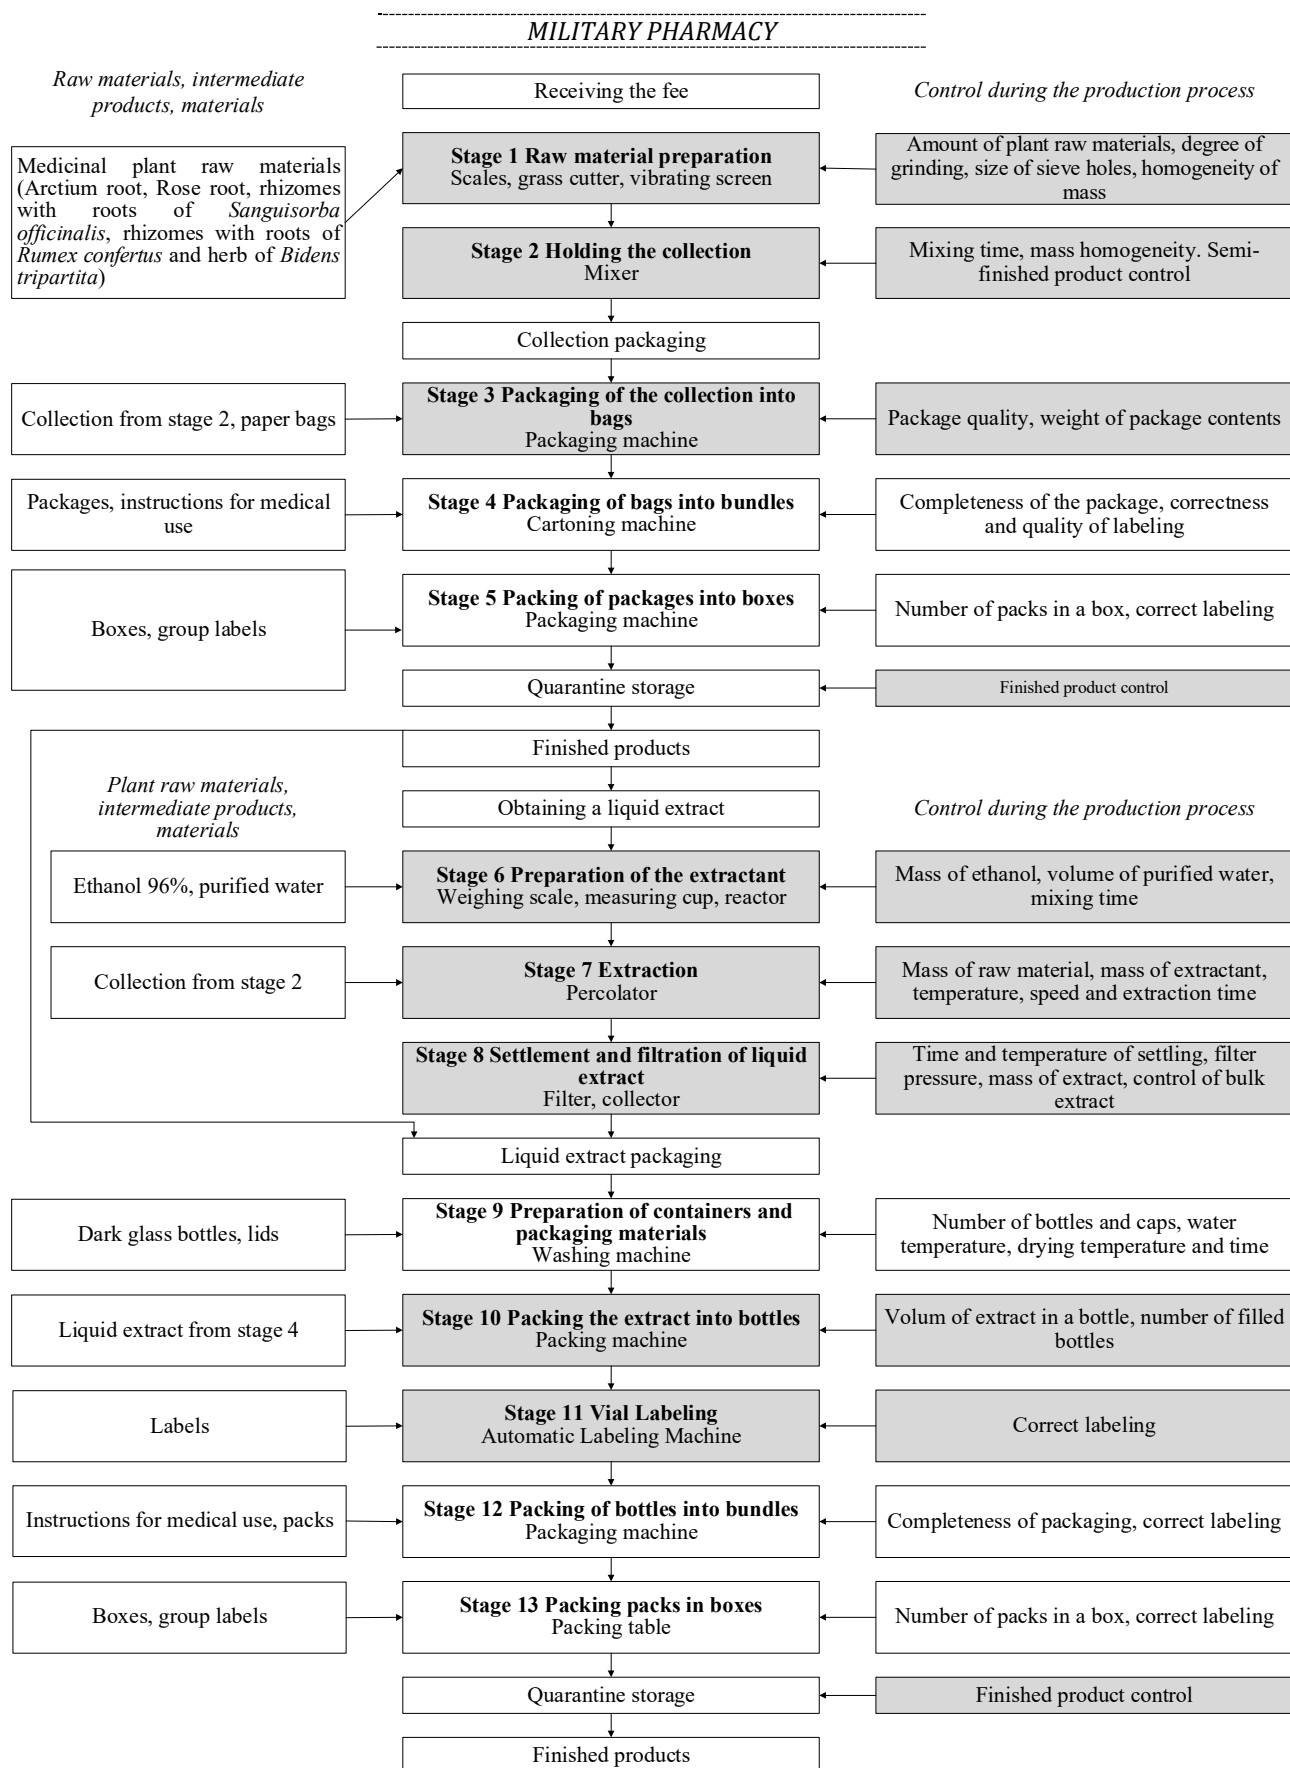 MILITARY PHARMACY
Raw materials, intermediate
products, materials
Receiving the fee
Control during the production process
Medicinal plant raw materials
(Arctium root, Rose root, rhizomes
with roots of Sanguisorba
officinalis, rhizomes with roots of
Rumex confertus and herb of Bidens
tripartita)
Stage 1 Raw material preparation
Scales, grass cutter, vibrating screen
Amount of plant raw materials, degree of
grinding, size of sieve holes, homogeneity of
mass
Stage 2 Holding the collection
Mixer
Mixing time, mass homogeneity. Semi-
finished product control
Collection packaging
Collection from stage 2, paper bags
Stage 3 Packaging of the collection into
bags
Packaging machine
Package quality, weight of package contents
Packages, instructions for medical
use
Stage 4 Packaging of bags into bundles
Cartoning machine
Completeness of the package, correctness
and quality of labeling
Boxes, group labels
Stage 5 Packing of packages into boxes
Packaging machine
Number of packs in a box, correct labeling
Quarantine storage
Finished product control
Finished products
Plant raw materials,
intermediate products,
materials
Obtaining a liquid extract
Control during the production process
Ethanol 96%, purified water
Stage 6 Preparation of the extractant
Weighing scale, measuring cup, reactor
Mass of ethanol, volume of purified water,
mixing time
Collection from stage 2
Stage 7 Extraction
Percolator
Mass of raw material, mass of extractant,
temperature, speed and extraction time
Stage 8 Settlement and filtration of liquid
extract
Filter, collector
Time and temperature of settling, filter
pressure, mass of extract, control of bulk
extract
Liquid extract packaging
Dark glass bottles, lids
Stage 9 Preparation of containers and
packaging materials
Washing machine
Number of bottles and caps, water
temperature, drying temperature and time
Liquid extract from stage 4
Stage 10 Packing the extract into bottles
Packing machine
Volum of extract in a bottle, number of filled
bottles
Labels
Stage 11 Vial Labeling
Automatic Labeling Machine
Correct labeling
Instructions for medical use, packs
Stage 12 Packing of bottles into bundles
Packaging machine
Completeness of packaging, correct labeling
Boxes, group labels
Stage 13 Packing packs in boxes
Packing table
Number of packs in a box, correct labeling
Quarantine storage
Finished product control
Finished products